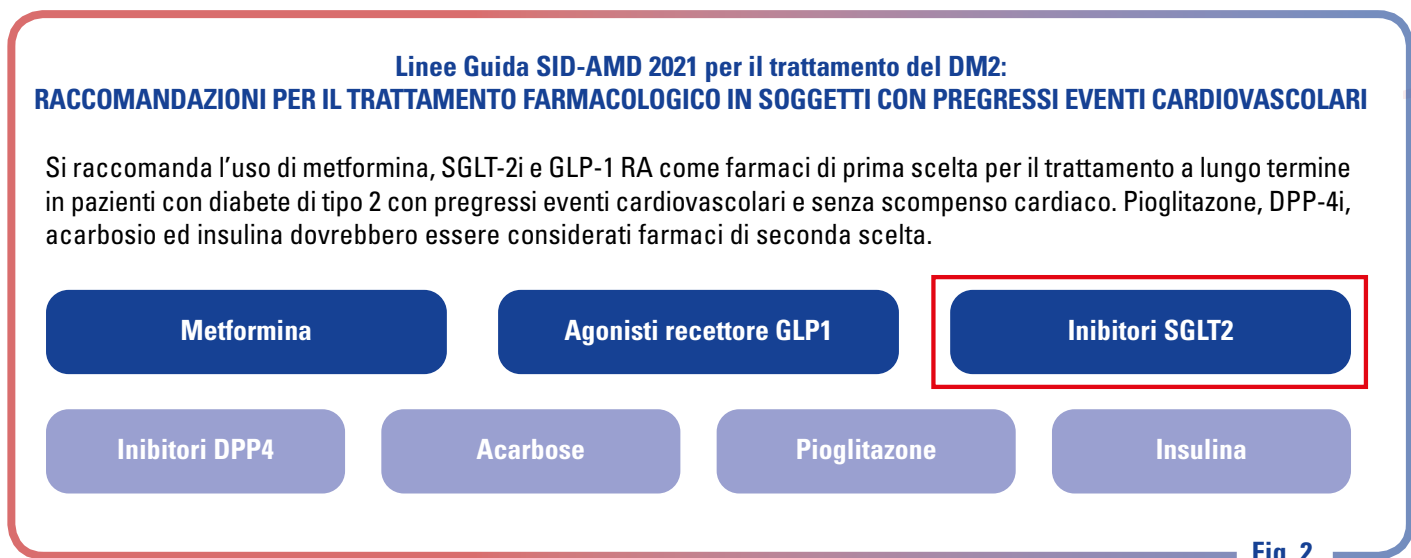 Linee Guida SID-AMD 2021 per il trattamento del DM2:
RACCOMANDAZIONI PER IL TRATTAMENTO FARMACOLOGICO IN SOGGETTI CON PREGRESSI EVENTI CARDIOVASCOLARI
Si raccomanda l'uso di metformina, SGLT-2i e GLP-1 RA come farmaci di prima scelta per il trattamento a lungo termine
in pazienti con diabete di tipo 2 con pregressi eventi cardiovascolari e senza scompenso cardiaco. Pioglitazone, DPP-4i,
acarbosio ed insulina dovrebbero essere considerati farmaci di seconda scelta.
Metformina
Agonisti recettore GLP1
Inibitori SGLT2
Inibitori DPP4
Acarbose
Pioglitazone
Insulina
Fig. 2